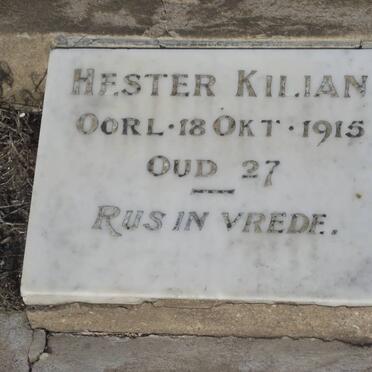 HESTER KILIAN
OORL · 18 OKT · 1915
OUD 27
RUS IN VREDE.